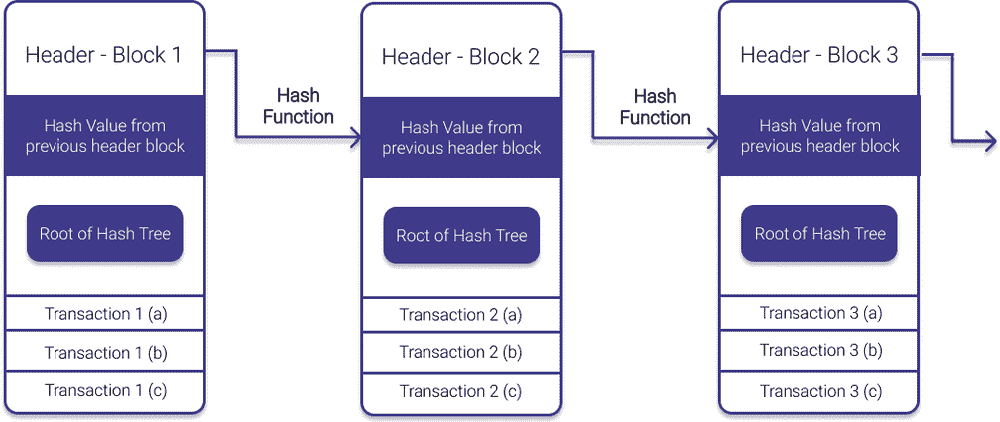 Header - Block 1
Hash Value from
previous header block
Root of Hash Tree
Transaction 1 (a)
Transaction 1 (b)
Transaction 1 (c)
Hash
Function
Header - Block 2
Hash Value from
previous header block
Roct of Hash Tree
Transaction 2 (a)
Transaction 2 (b)
Transaction 2 (c)
Hash
Function
Header - Block 3
Hash Value from
previous header block
Root of Hash Tree
Transaction 3 (a)
Transaction 3 (b)
Transaction 3 (c)